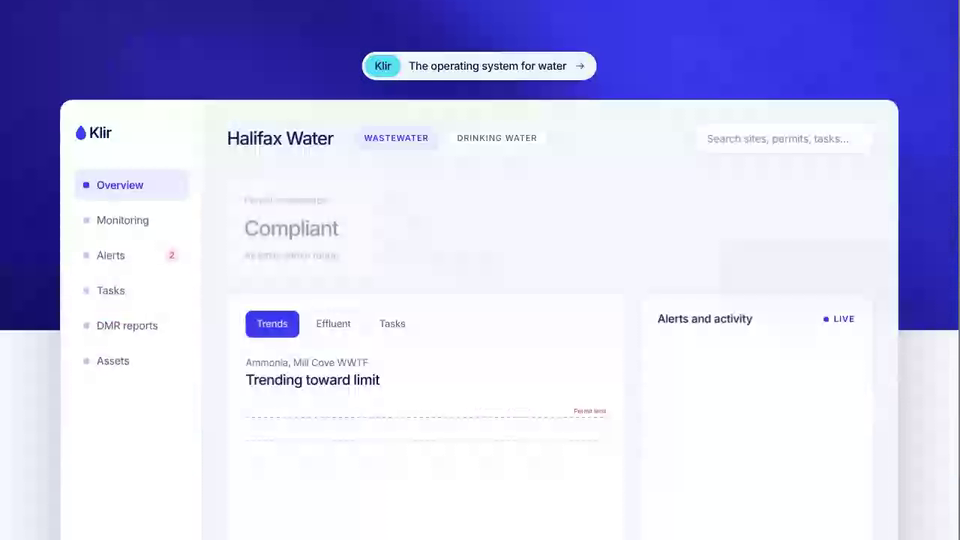 Klir The operating system for water →
Klir
Halifax Water
WASTEWATER
DRINKING WATER
Search sites, permits, tasks...
Overview
Monitoring
Alerts 2
Tasks
DMR reports
Assets
Compliant
Trends
Effluent
Tasks
Ammonia, Mill Cove WWTF
Trending toward limit
Permit limit
Alerts and activity
LIVE